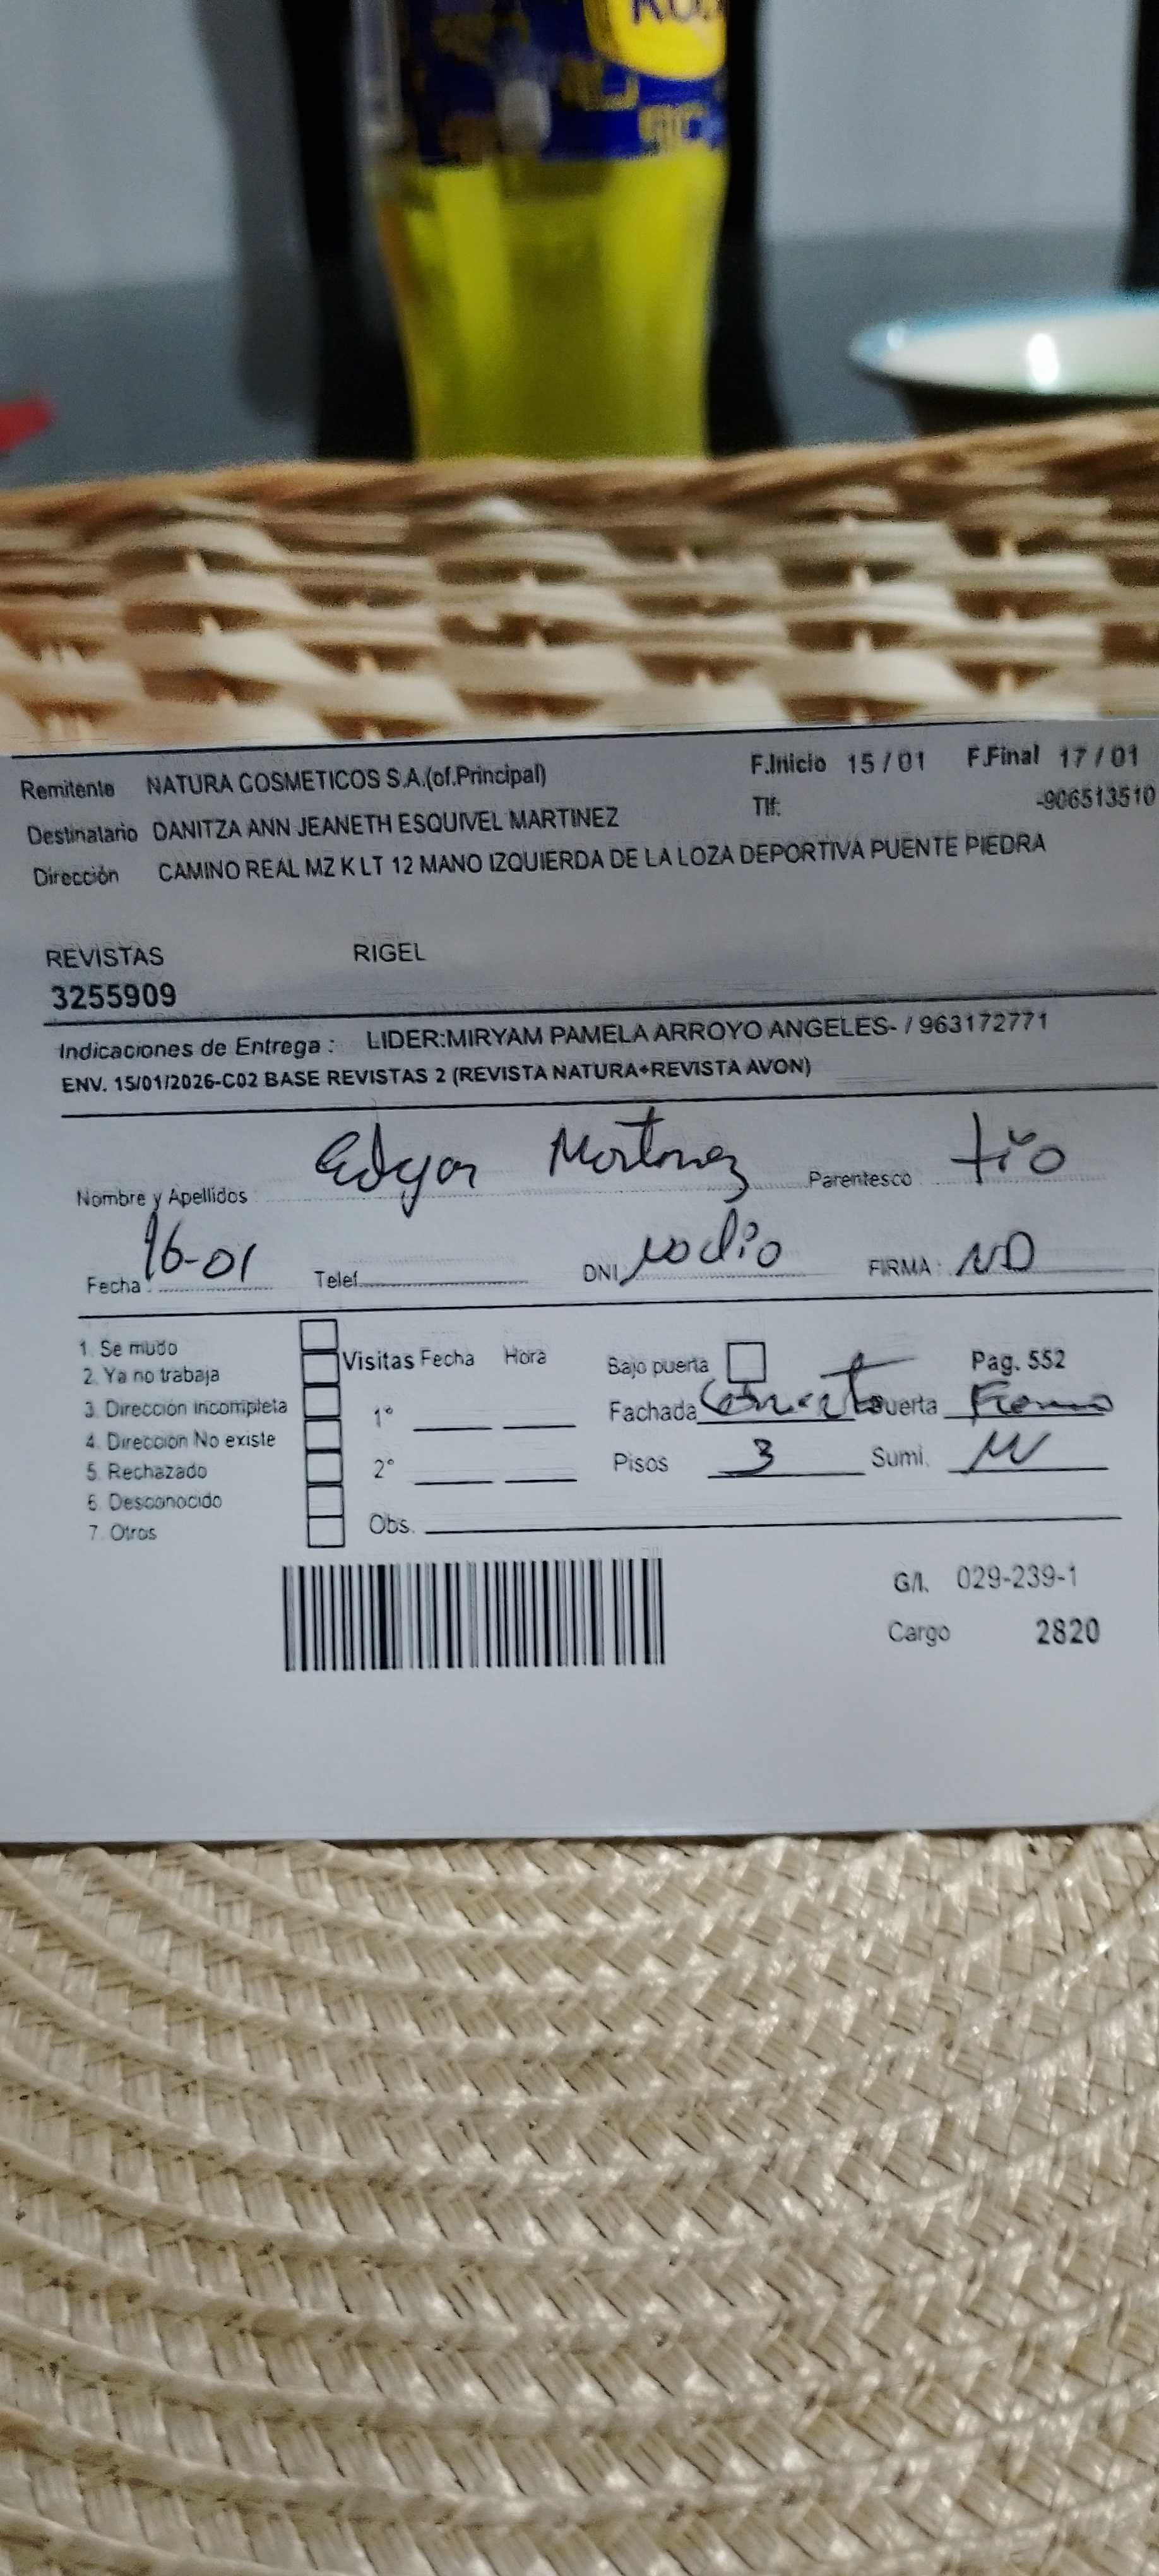 KOLA
Remitente NATURA COSMETICOS S.A.(of.Principal) F.Inicio 15 / 01 F.Final 17 / 01
Destinatario DANITZA ANN JEANETH ESQUIVEL MARTINEZ Tlf: -906513510
Dirección CAMINO REAL MZ K LT 12 MANO IZQUIERDA DE LA LOZA DEPORTIVA PUENTE PIEDRA
REVISTAS RIGEL
3255909
Indicaciones de Entrega : LIDER:MIRYAM PAMELA ARROYO ANGELES- / 963172771
ENV. 15/01/2026-C02 BASE REVISTAS 2 (REVISTA NATURA+REVISTA AVON)
Nombre y Apellidos Edgar Martinez Parentesco tío
Fecha: 16-01 Telef. DNI no dio FIRMA: ND
1. Se mudo
2. Ya no trabaja
3. Dirección incompleta
4. Dirección No existe
5. Rechazado
6. Desconocido
7. Otros
Visitas Fecha Hora
1°
2°
Bajo puerta Pag. 552
Fachada Puerta
Pisos 3 Sumi.
Obs.
G/I. 029-239-1
Cargo 2820